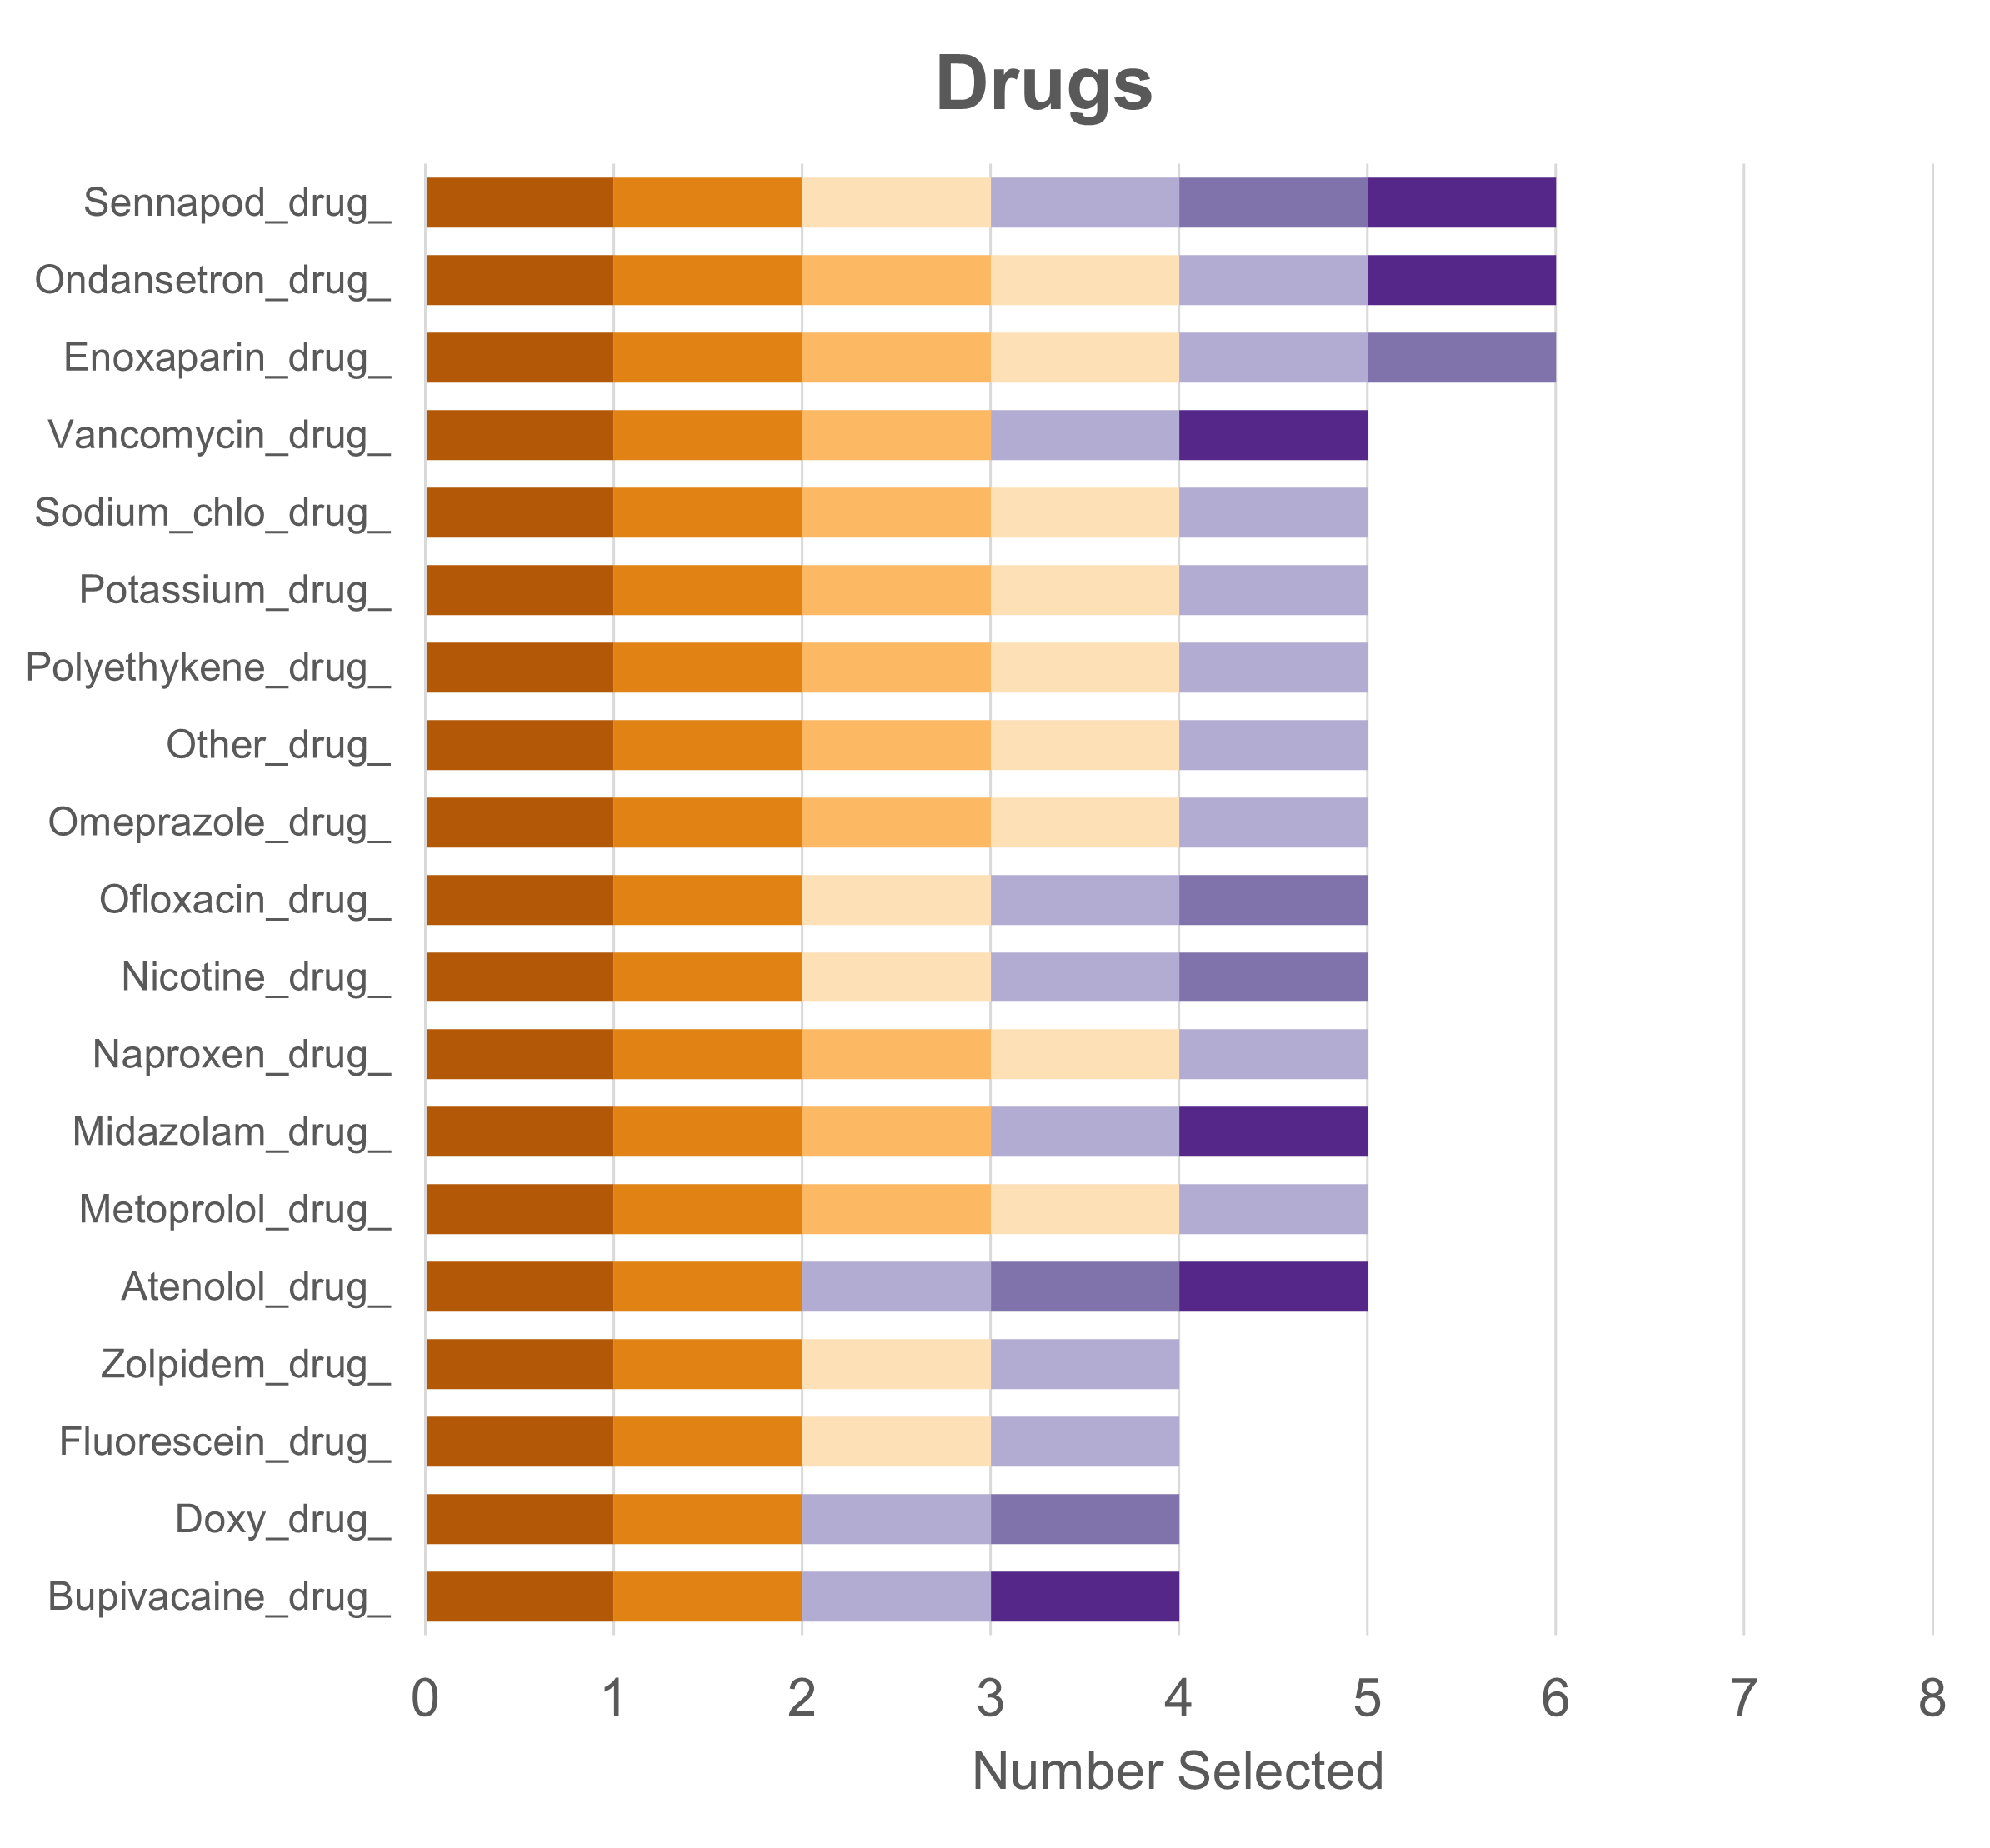 Drugs
Sennapod_drug_
Ondansetron_drug_
Enoxaparin_drug_
Vancomycin_drug_
Sodium_chlo_drug_
Potassium_drug_
Polyethykene_drug_
Other_drug_
Omeprazole_drug_
Ofloxacin_drug_
Nicotine_drug_
Naproxen_drug_
Midazolam_drug_
Metoprolol_drug_
Atenolol_drug_
Zolpidem_drug_
Fluorescein_drug_
Doxy_drug_
Bupivacaine_drug_
0 1 2 3 4 5 6 7 8
Number Selected